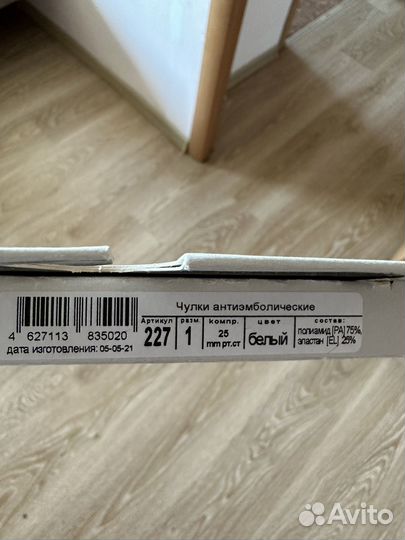 Чулки антиэмболические
4 627113 835020
дата изготовления: 05-05-21
Артикул
227
разм.
1
компр.
25
mm рт.ст
цвет
белый
состав:
полиамид [PA] 75%,
эластан [EL] 25%
Avito